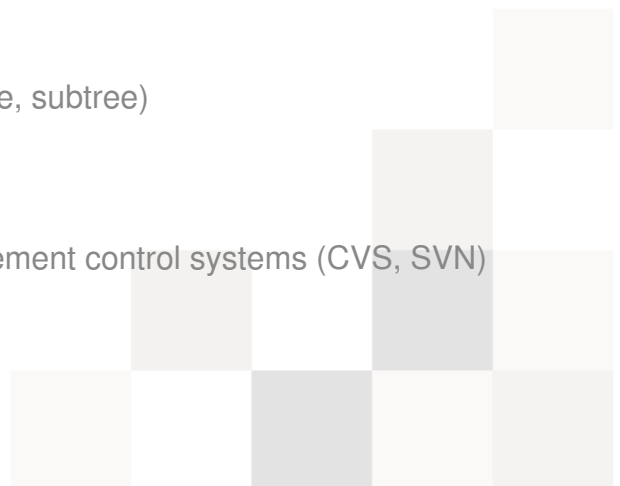 e, subtree)
ement control systems (CVS, SVN)